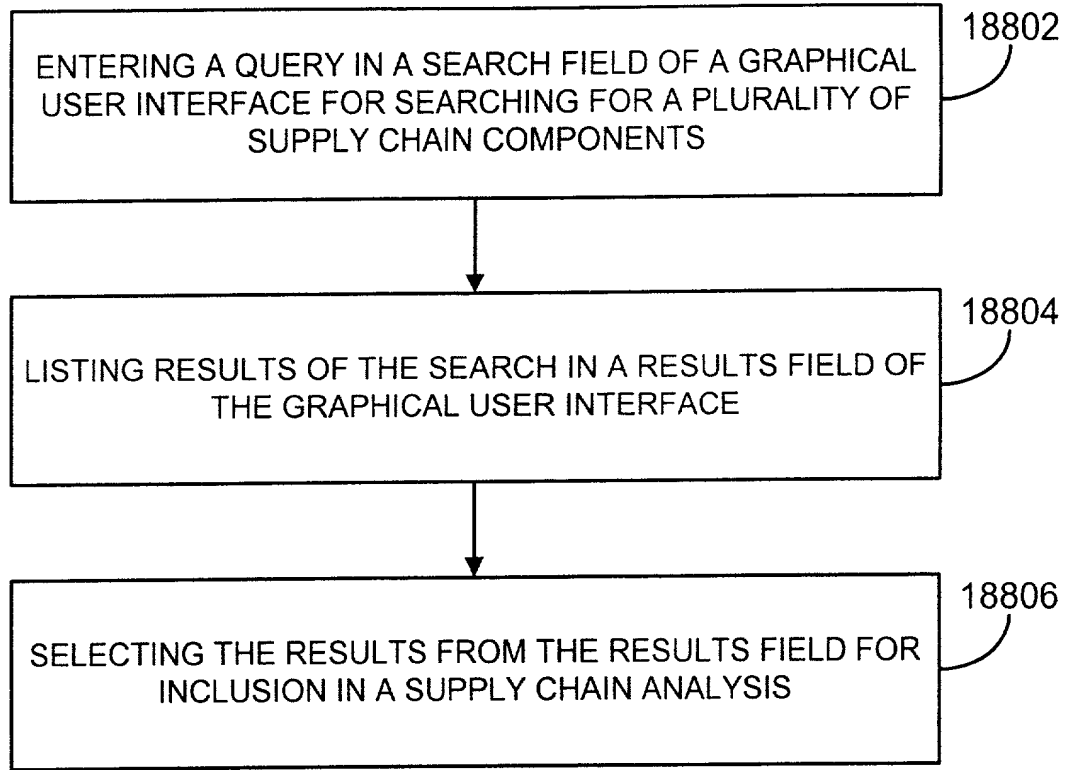 18802
ENTERING A QUERY IN A SEARCH FIELD OF A GRAPHICAL
USER INTERFACE FOR SEARCHING FOR A PLURALITY OF
SUPPLY CHAIN COMPONENTS
18804
LISTING RESULTS OF THE SEARCH IN A RESULTS FIELD OF
THE GRAPHICAL USER INTERFACE
18806
SELECTING THE RESULTS FROM THE RESULTS FIELD FOR
INCLUSION IN A SUPPLY CHAIN ANALYSIS